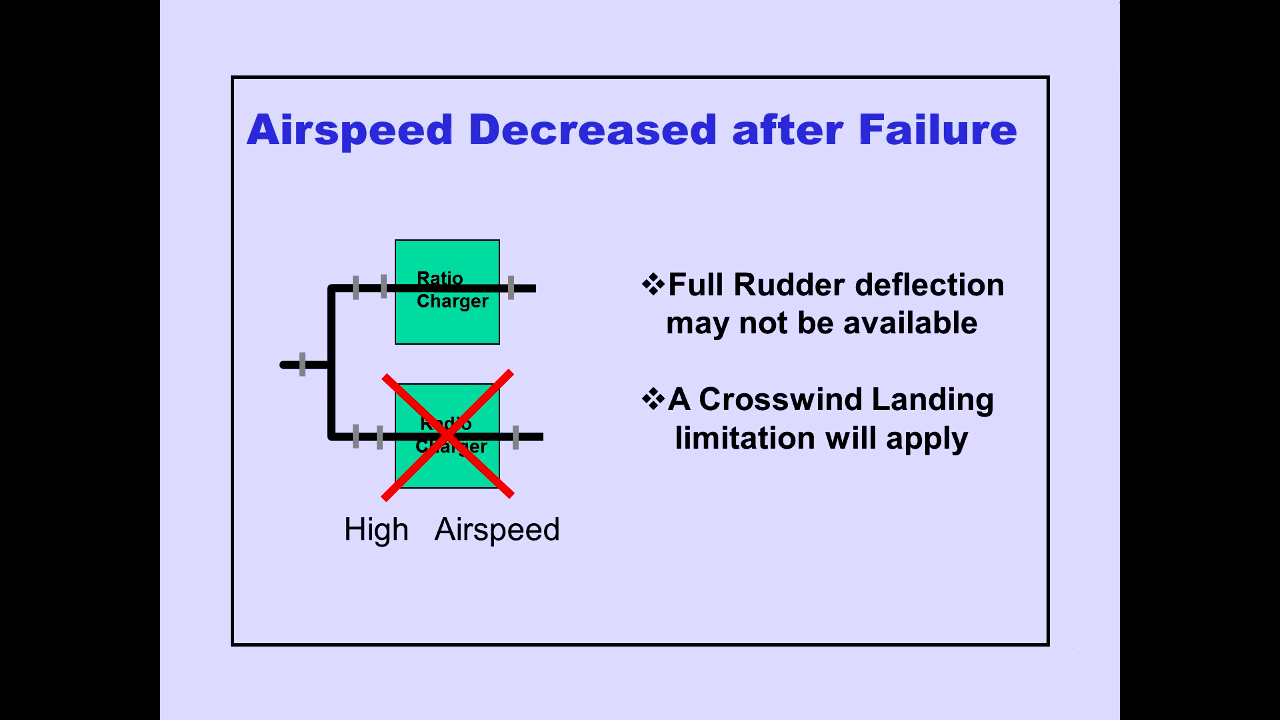 Airspeed Decreased after Failure
Ratio
Charger
❖Full Rudder deflection
may not be available
❖A Crosswind Landing
limitation will apply
Radio
Charger
High Airspeed